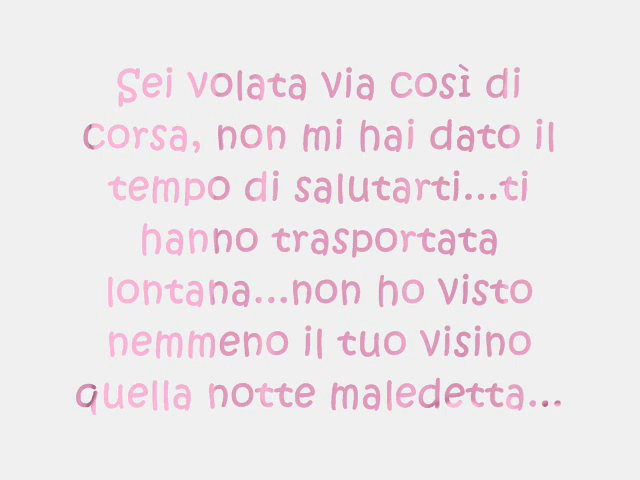 Sei volata via così di
corsa, non mi hai dato il
tempo di salutarti...ti
hanno trasportata
lontana...non ho visto
nemmeno il tuo visino
quella notte maledetta...